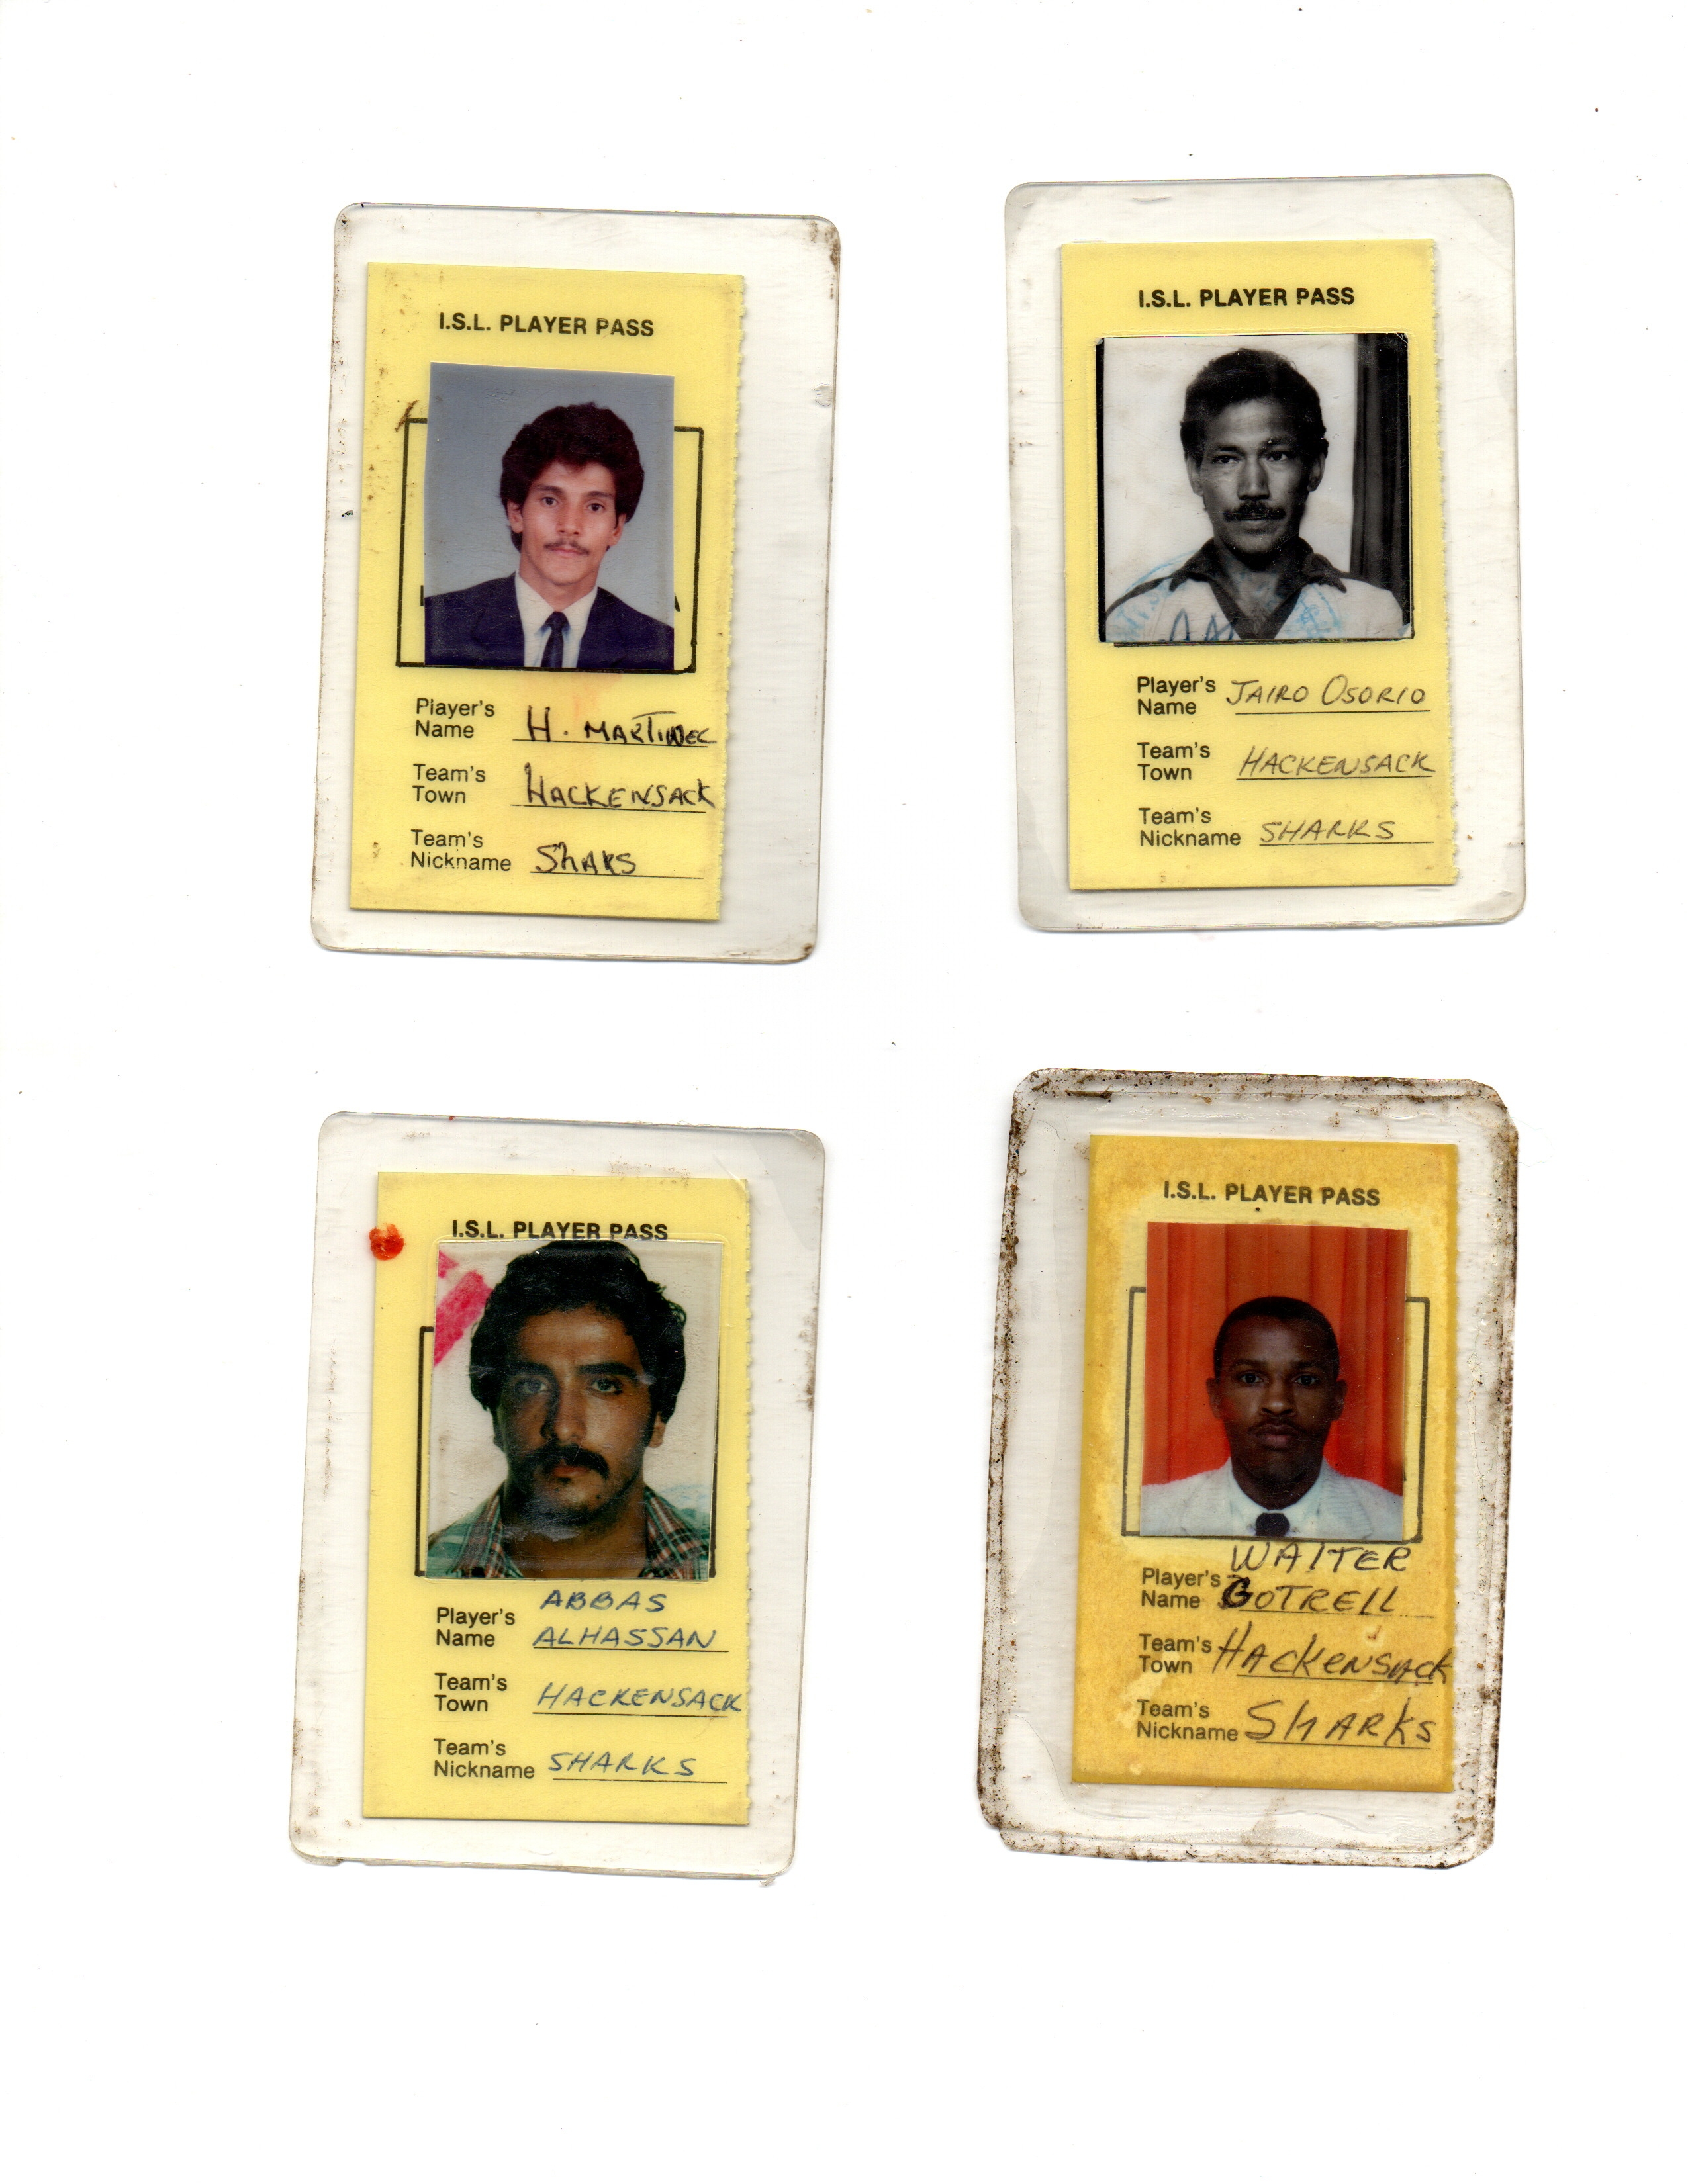 I.S.L. PLAYER PASS
Player's
Name H. MARTINEC
Team's
Town HACKENSACK
Team's
Nickname ShAKS
I.S.L. PLAYER PASS
Player's
Name JAIRO OSORIO
Team's
Town HACKENSACK
Team's
Nickname SHARKS
I.S.L. PLAYER PASS
ABBAS
Player's
Name ALHASSAN
Team's
Town HACKENSACK
Team's
Nickname SHARKS
I.S.L. PLAYER PASS
WAlTER
Player's
Name GOTRELL
Team's
Town HACKENSACK
Team's
Nickname SHARKS